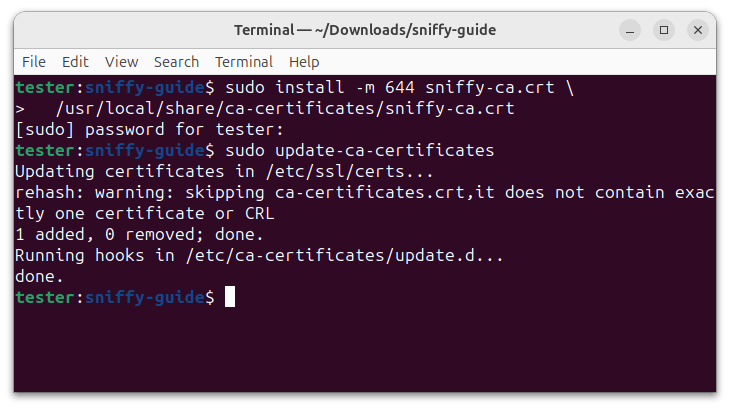 Terminal — ~/Downloads/sniffy-guide
File Edit View Search Terminal Help
tester:sniffy-guide$ sudo install -m 644 sniffy-ca.crt \
>   /usr/local/share/ca-certificates/sniffy-ca.crt
[sudo] password for tester:
tester:sniffy-guide$ sudo update-ca-certificates
Updating certificates in /etc/ssl/certs...
rehash: warning: skipping ca-certificates.crt,it does not contain exac
tly one certificate or CRL
1 added, 0 removed; done.
Running hooks in /etc/ca-certificates/update.d...
done.
tester:sniffy-guide$